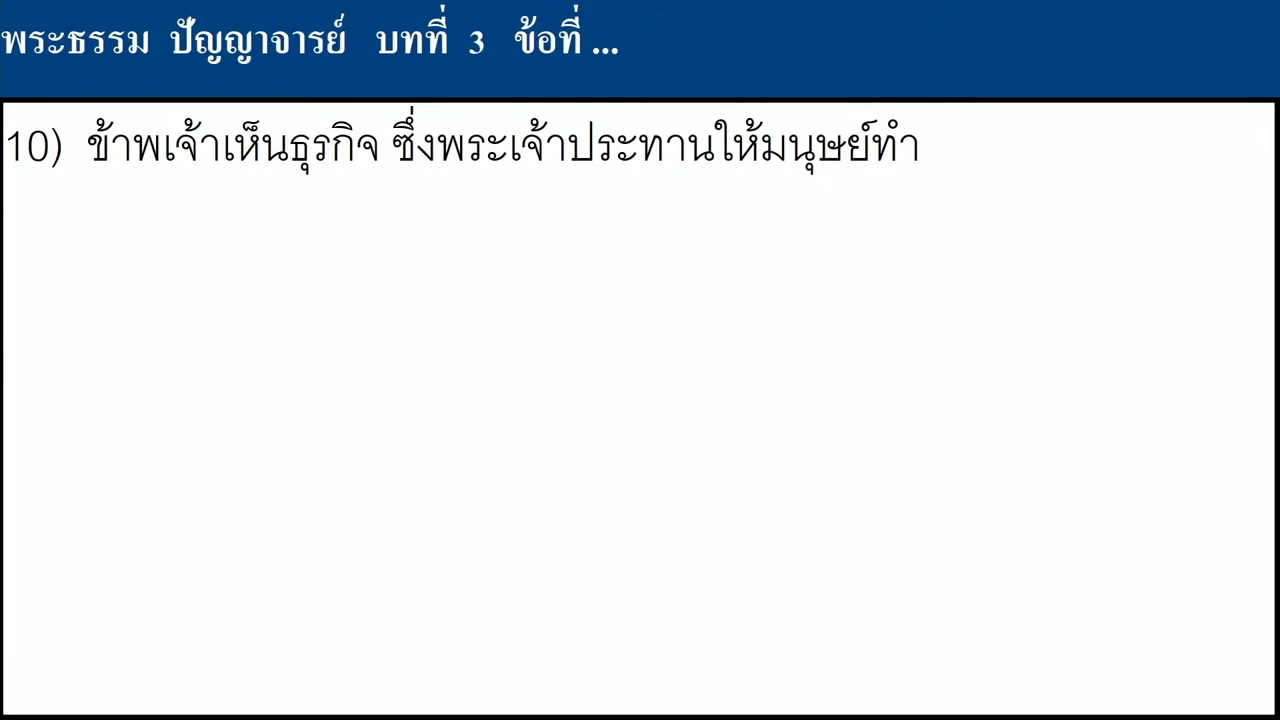 พระธรรม ปัญญาจารย์ บทที่ 3 ข้อที่ ...
10) ข้าพเจ้าเห็นธุรกิจ ซึ่งพระเจ้าประทานให้มนุษย์ทำ